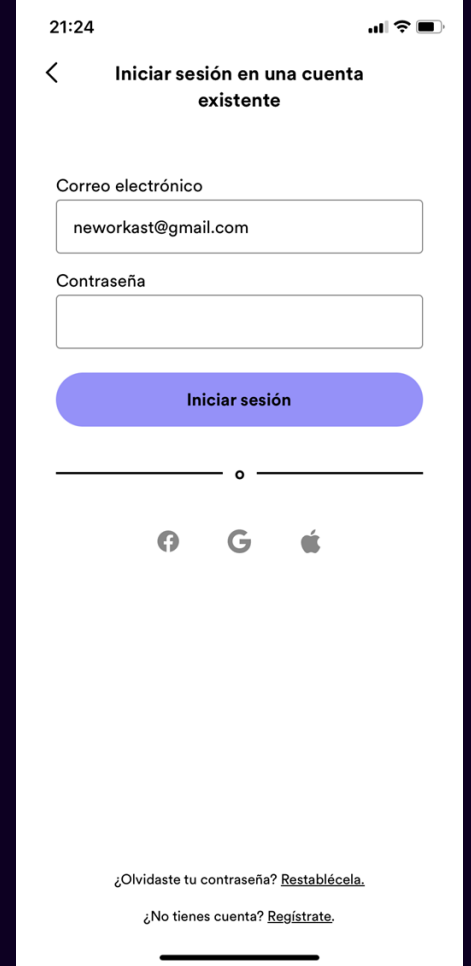 21:24
Iniciar sesión en una cuenta
existente
Correo electrónico
neworkast@gmail.com
Contraseña
Iniciar sesión
o
¿Olvidaste tu contraseña? Restablécela.
¿No tienes cuenta? Regístrate.